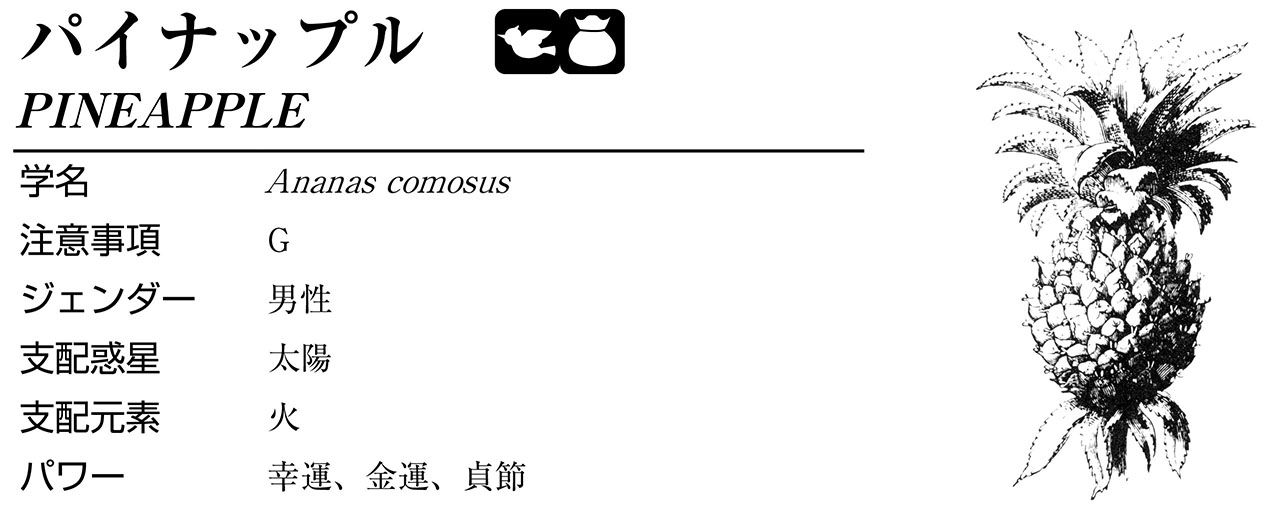 パイナップル
PINEAPPLE
学名 Ananas comosus
注意事項 G
ジェンダー 男性
支配惑星 太陽
支配元素 火
パワー 幸運、金運、貞節